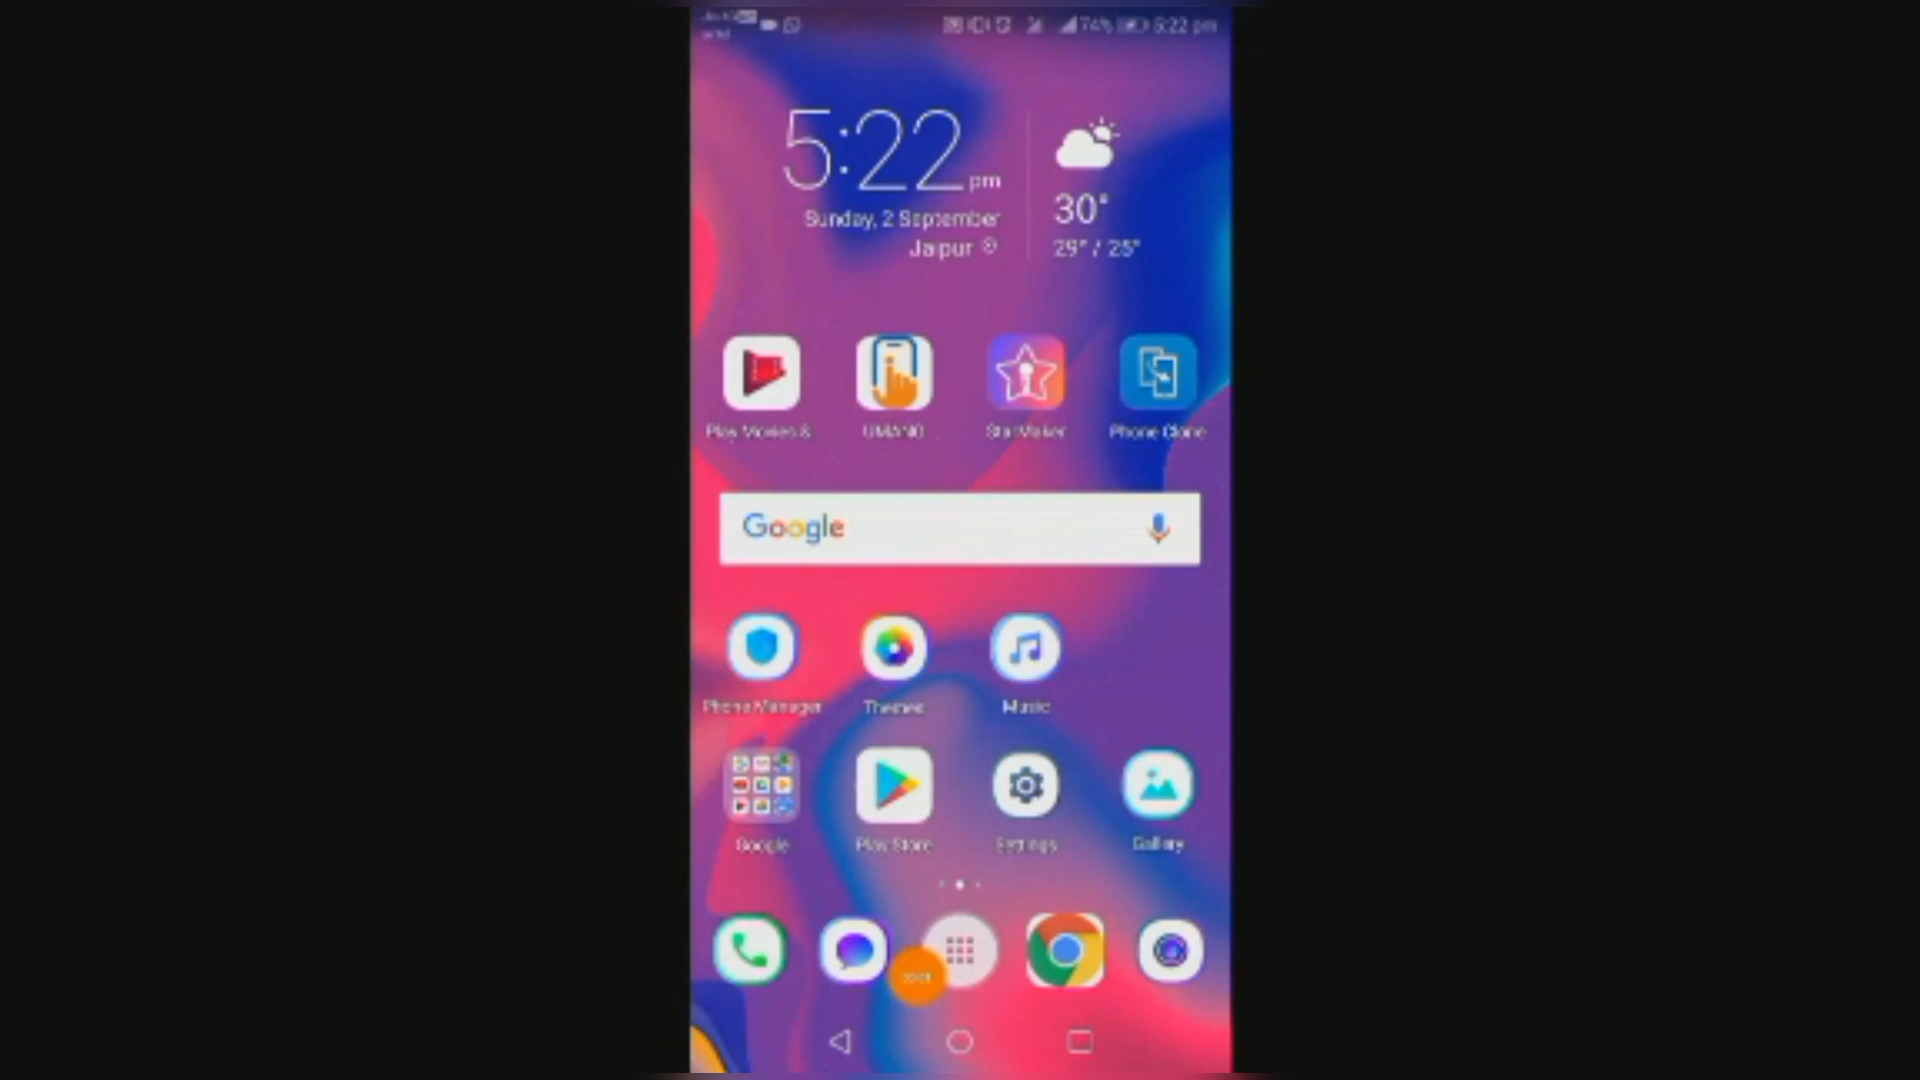 74% 5:22 pm
5:22 pm
Sunday, 2 September
Jaipur
30°
29° / 25°
Play Movies & UMANG StarMaker Phone Clone
Google
Phone Manager Themes Music
Google Play Store Settings Gallery